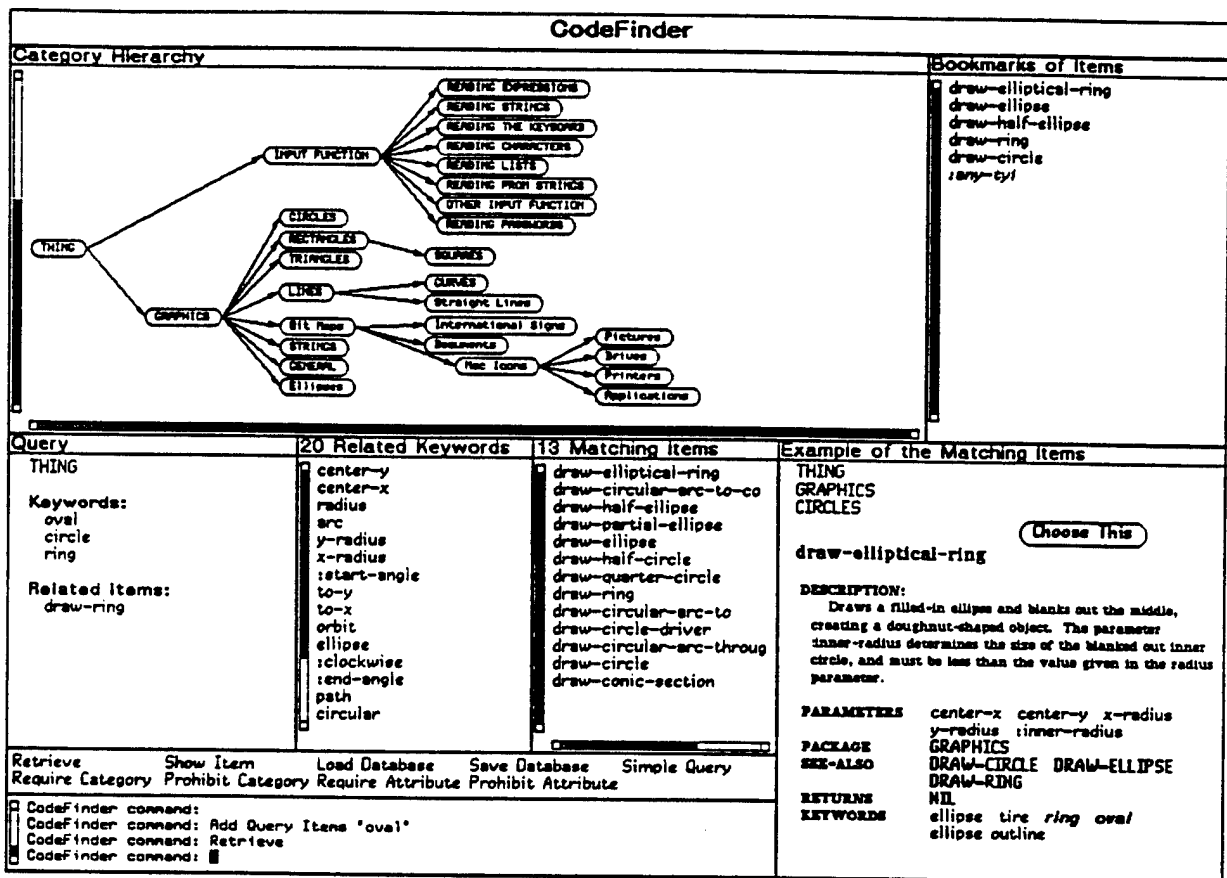 CodeFinder
Category Hierarchy
READING EXPRESSIONS
READING STRINGS
READING THE KEYBOARD
READING CHARACTERS
READING LISTS
READING FROM STRINGS
OTHER INPUT FUNCTION
READING PASSWORDS
INPUT FUNCTION
THING
CIRCLES
RECTANGLES
TRIANGLES
SQUARES
LINES
CURVES
Straight Lines
GRAPHICS
Bit Maps
International Signs
Documents
Mac Icons
STRINGS
GENERAL
Ellipses
Pictures
Drives
Printers
Applications
Bookmarks of Items
draw-elliptical-ring
draw-ellipse
draw-half-ellipse
draw-ring
draw-circle
:any-tyi
Query
THING
Keywords:
oval
circle
ring
Related Items:
draw-ring
20 Related Keywords
center-y
center-x
radius
arc
y-radius
x-radius
:start-angle
to-y
to-x
orbit
ellipse
:clockwise
:end-angle
path
circular
13 Matching Items
draw-elliptical-ring
draw-circular-arc-to-co
draw-half-ellipse
draw-partial-ellipse
draw-ellipse
draw-half-circle
draw-quarter-circle
draw-ring
draw-circular-arc-to
draw-circle-driver
draw-circular-arc-throug
draw-circle
draw-conic-section
Example of the Matching Items
THING
GRAPHICS
CIRCLES
Choose This
draw-elliptical-ring
DESCRIPTION:
Draws a filled-in ellipse and blanks out the middle,
creating a doughnut-shaped object. The parameter
inner-radius determines the size of the blanked out inner
circle, and must be less than the value given in the radius
parameter.
PARAMETERS center-x center-y x-radius
y-radius :inner-radius
PACKAGE GRAPHICS
SEE-ALSO DRAW-CIRCLE DRAW-ELLIPSE
DRAW-RING
RETURNS NIL
KEYWORDS ellipse tire ring oval
ellipse outline
Retrieve Show Item Load Database Save Database Simple Query
Require Category Prohibit Category Require Attribute Prohibit Attribute
CodeFinder command:
CodeFinder command: Add Query Items "oval"
CodeFinder command: Retrieve
CodeFinder command: